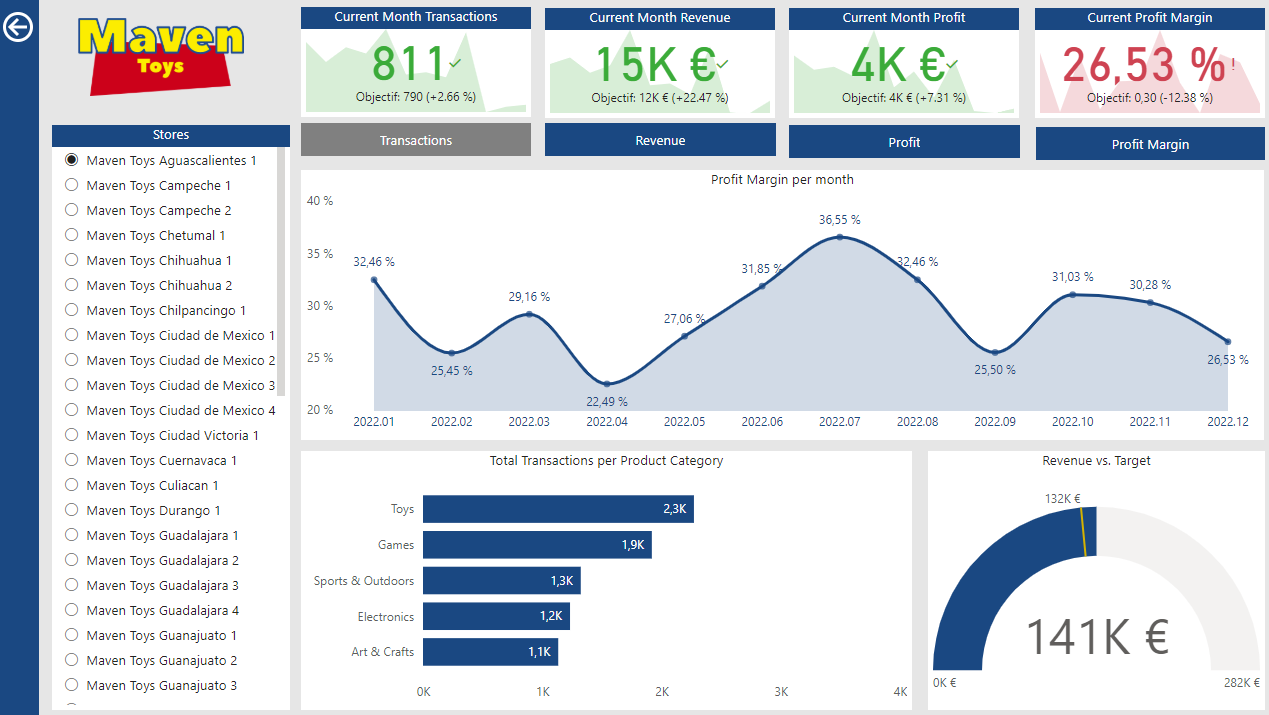 Maven
Toys
Current Month Transactions
811
Objectif: 790 (+2.66 %)
Current Month Revenue
15K €
Objectif: 12K € (+22.47 %)
Current Month Profit
4K €
Objectif: 4K € (+7.31 %)
Current Profit Margin
26,53 % !
Objectif: 0,30 (-12.38 %)
Transactions
Revenue
Profit
Profit Margin
Stores
Maven Toys Aguascalientes 1
Maven Toys Campeche 1
Maven Toys Campeche 2
Maven Toys Chetumal 1
Maven Toys Chihuahua 1
Maven Toys Chihuahua 2
Maven Toys Chilpancingo 1
Maven Toys Ciudad de Mexico 1
Maven Toys Ciudad de Mexico 2
Maven Toys Ciudad de Mexico 3
Maven Toys Ciudad de Mexico 4
Maven Toys Ciudad Victoria 1
Maven Toys Cuernavaca 1
Maven Toys Culiacan 1
Maven Toys Durango 1
Maven Toys Guadalajara 1
Maven Toys Guadalajara 2
Maven Toys Guadalajara 3
Maven Toys Guadalajara 4
Maven Toys Guanajuato 1
Maven Toys Guanajuato 2
Maven Toys Guanajuato 3
Profit Margin per month
40 %
35 %
30 %
25 %
20 %
32,46 %
25,45 %
29,16 %
22,49 %
27,06 %
31,85 %
36,55 %
32,46 %
25,50 %
31,03 %
30,28 %
26,53 %
2022.01 2022.02 2022.03 2022.04 2022.05 2022.06 2022.07 2022.08 2022.09 2022.10 2022.11 2022.12
Total Transactions per Product Category
Toys 2,3K
Games 1,9K
Sports & Outdoors 1,3K
Electronics 1,2K
Art & Crafts 1,1K
0K 1K 2K 3K 4K
Revenue vs. Target
132K €
141K €
0K € 282K €